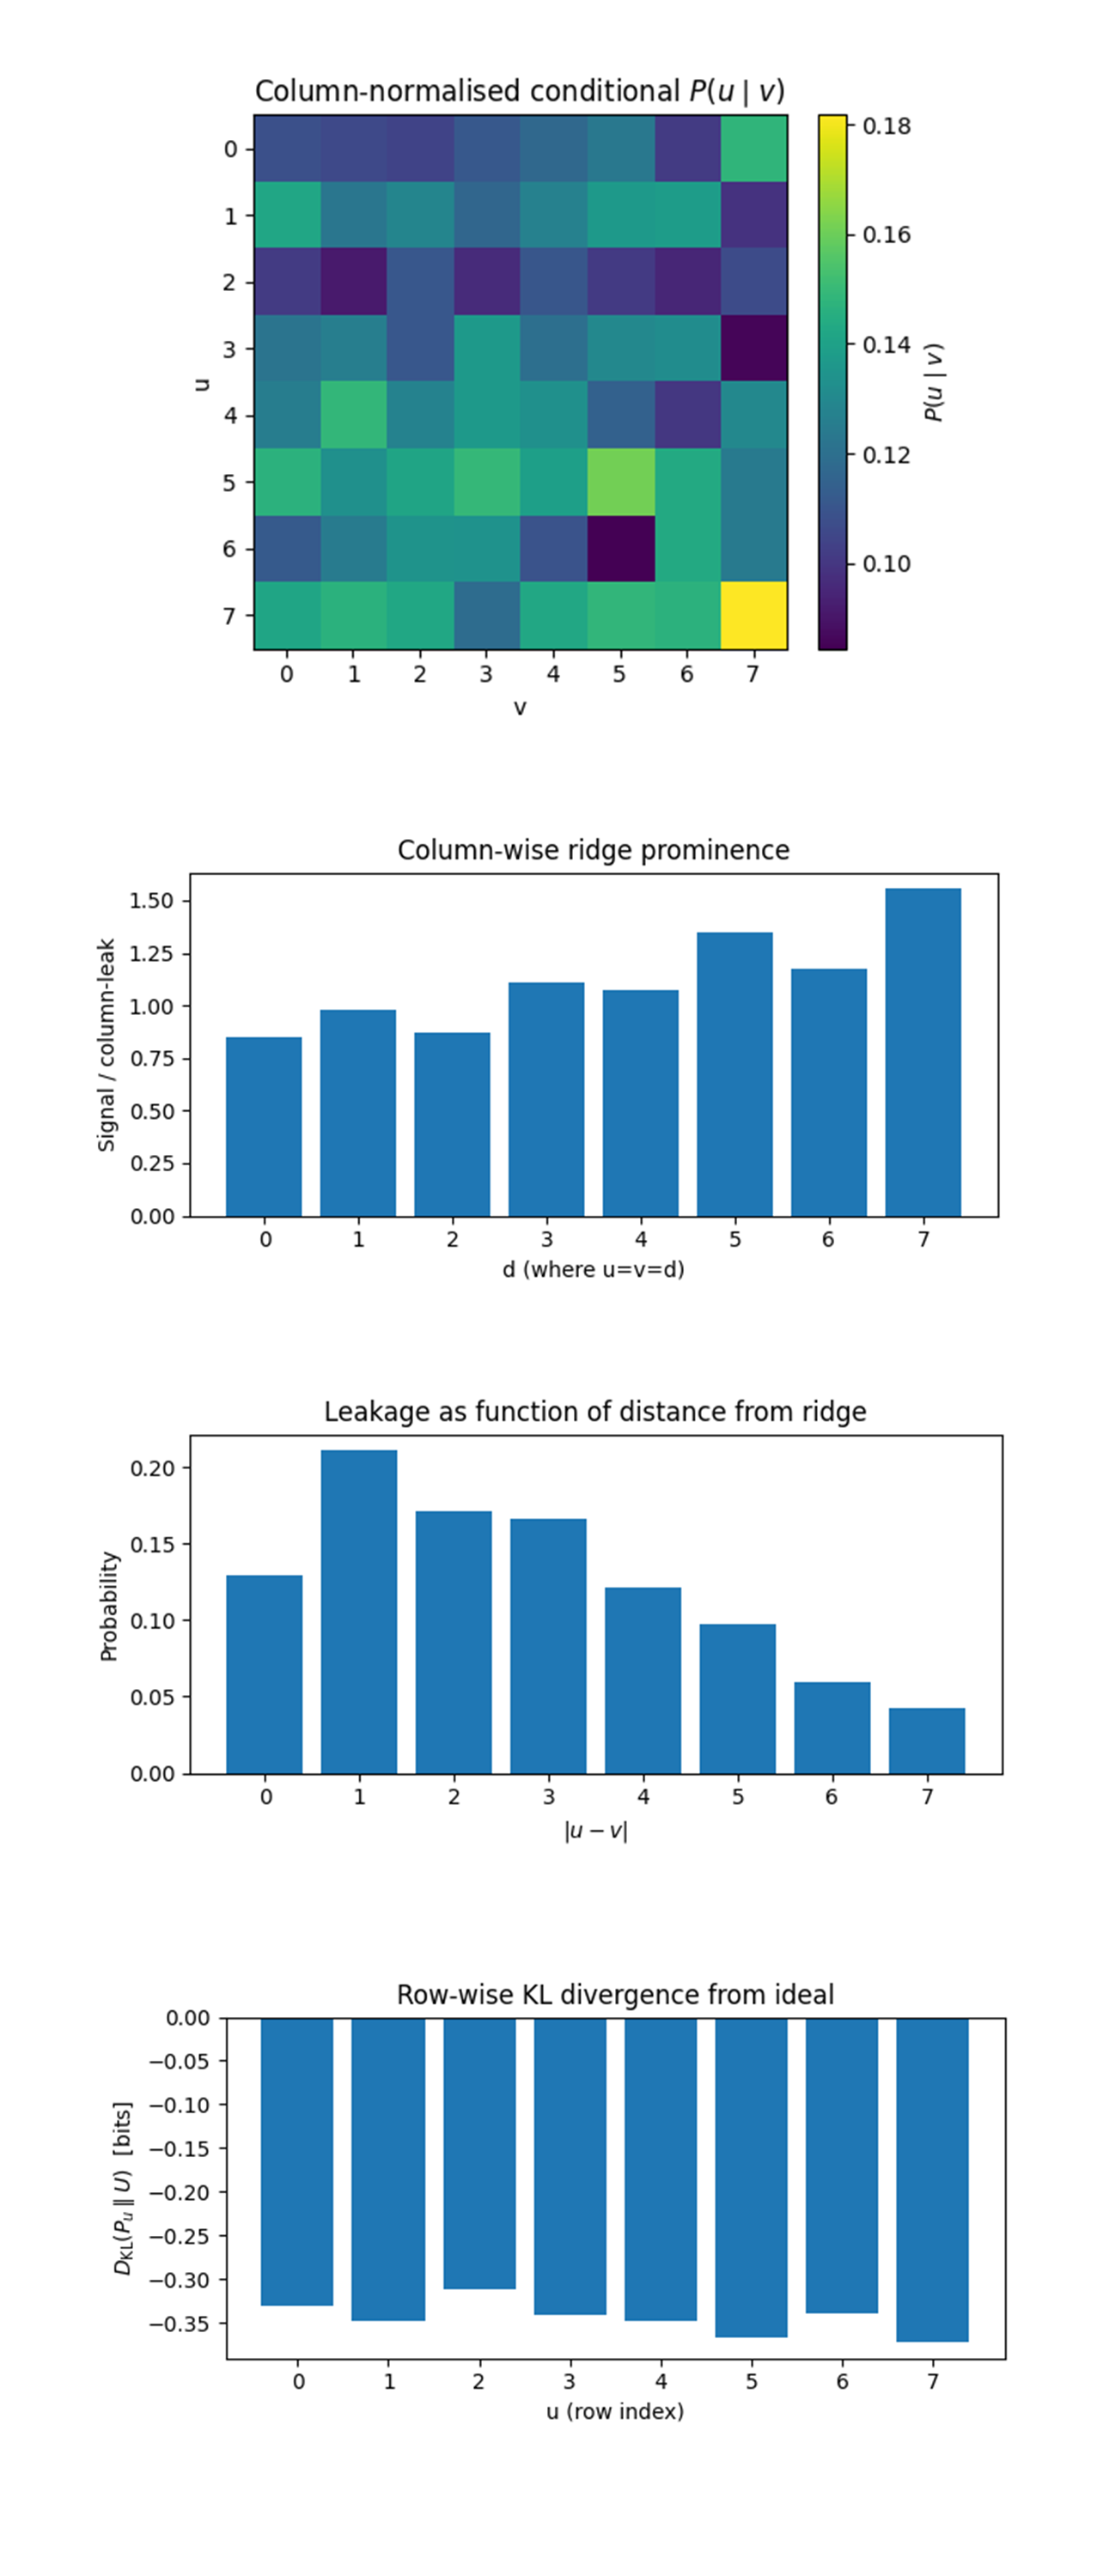 Column-normalised conditional P(u | v)
0
1
2
3
4
5
6
7
u
0 1 2 3 4 5 6 7
v
0.18
0.16
0.14
0.12
0.10
P(u | v)
Column-wise ridge prominence
1.50
1.25
1.00
0.75
0.50
0.25
0.00
Signal / column-leak
0 1 2 3 4 5 6 7
d (where u=v=d)
Leakage as function of distance from ridge
0.20
0.15
0.10
0.05
0.00
Probability
0 1 2 3 4 5 6 7
|u − v|
Row-wise KL divergence from ideal
0.00
−0.05
−0.10
−0.15
−0.20
−0.25
−0.30
−0.35
D_KL(P_u ∥ U) [bits]
0 1 2 3 4 5 6 7
u (row index)